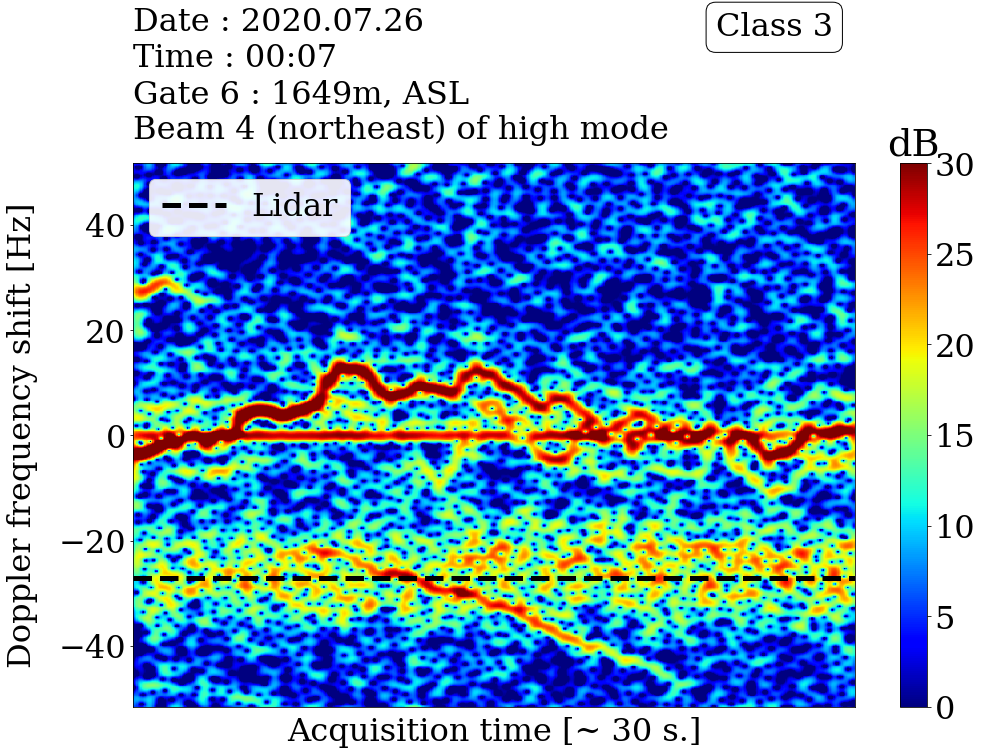 Date : 2020.07.26
Time : 00:07
Gate 6 : 1649m, ASL
Beam 4 (northeast) of high mode
Class 3
dB
Lidar
Doppler frequency shift [Hz]
40
20
0
−20
−40
30
25
20
15
10
5
0
Acquisition time [~ 30 s.]